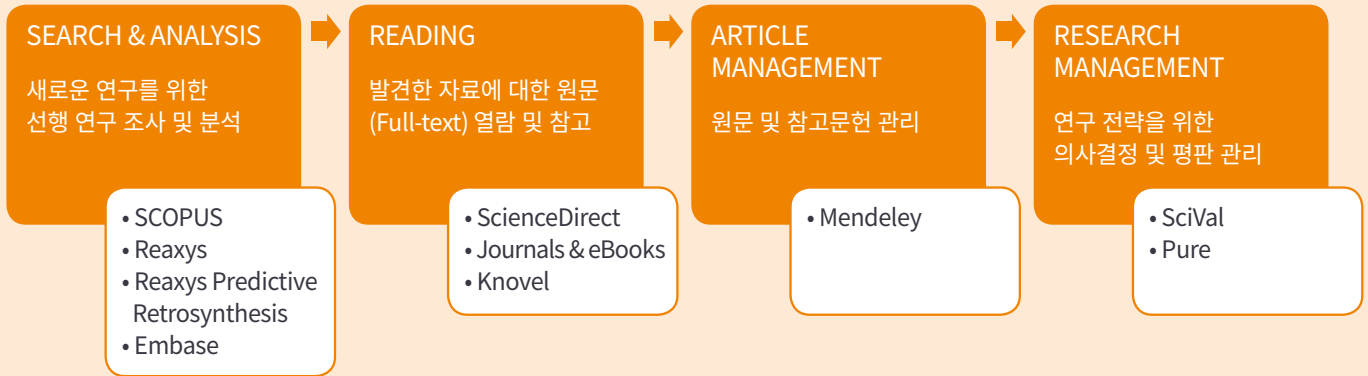 SEARCH & ANALYSIS
새로운 연구를 위한
선행 연구 조사 및 분석
• SCOPUS
• Reaxys
• Reaxys Predictive
Retrosynthesis
• Embase
READING
발견한 자료에 대한 원문
(Full-text) 열람 및 참고
• ScienceDirect
• Journals & eBooks
• Knovel
ARTICLE
MANAGEMENT
원문 및 참고문헌 관리
• Mendeley
RESEARCH
MANAGEMENT
연구 전략을 위한
의사결정 및 평판 관리
• SciVal
• Pure